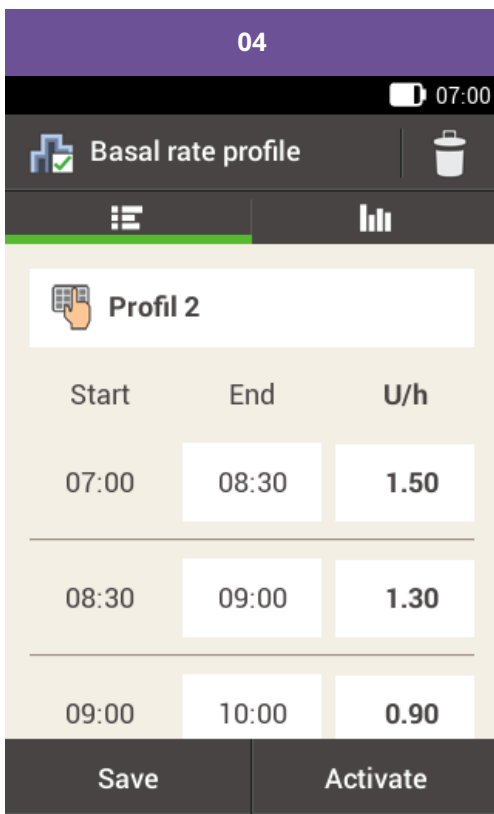 04
07:00
Basal rate profile
Profil 2
Start End U/h
07:00 08:30 1.50
08:30 09:00 1.30
09:00 10:00 0.90
Save Activate